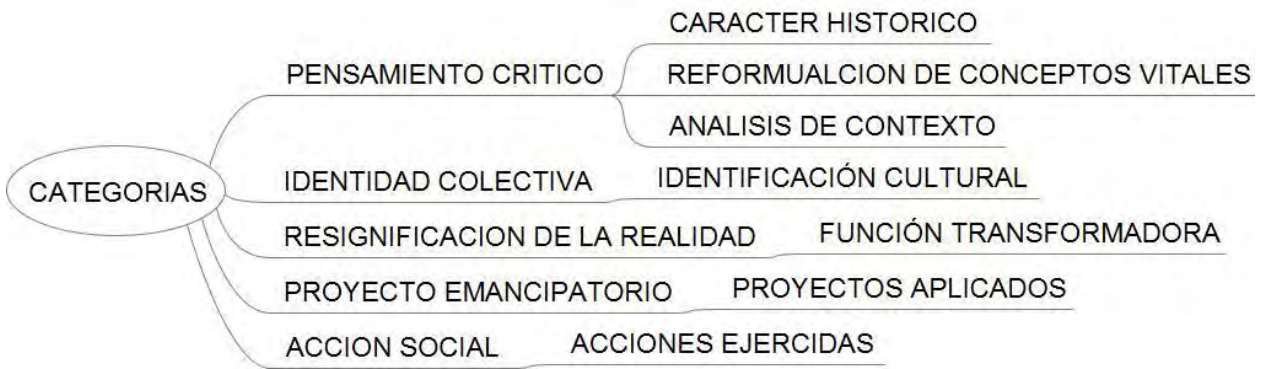 CATEGORIAS
PENSAMIENTO CRITICO
CARACTER HISTORICO
REFORMUALCION DE CONCEPTOS VITALES
ANALISIS DE CONTEXTO
IDENTIDAD COLECTIVA
IDENTIFICACIÓN CULTURAL
RESIGNIFICACION DE LA REALIDAD
FUNCIÓN TRANSFORMADORA
PROYECTO EMANCIPATORIO
PROYECTOS APLICADOS
ACCION SOCIAL
ACCIONES EJERCIDAS